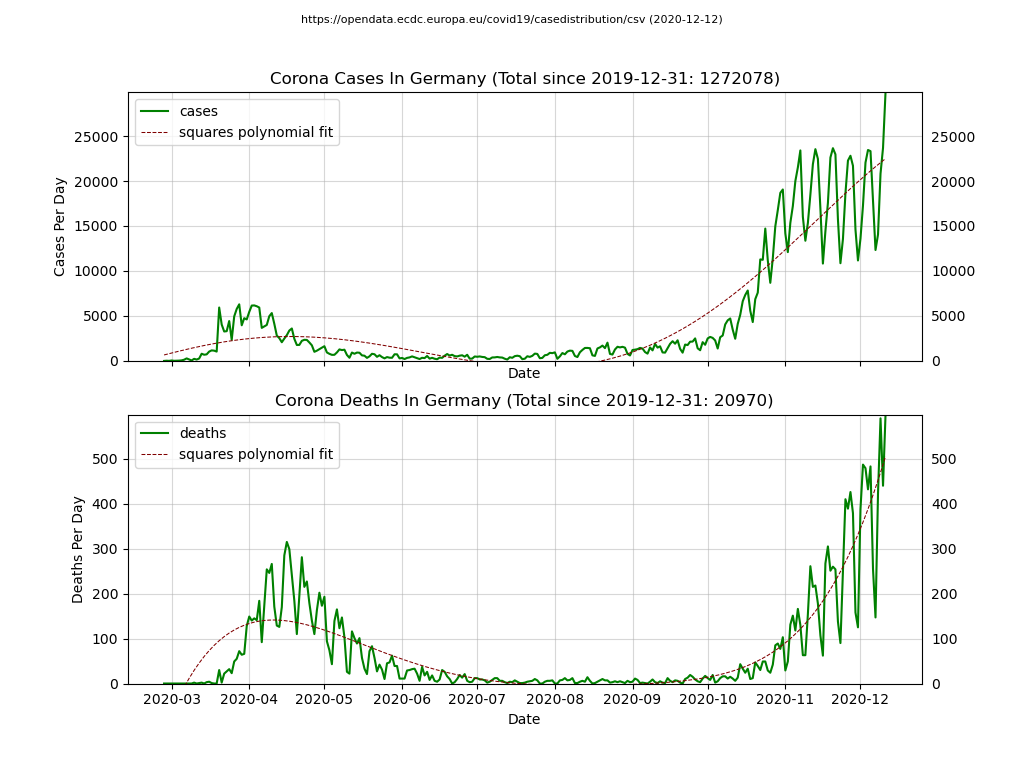 https://opendata.ecdc.europa.eu/covid19/casedistribution/csv (2020-12-12)
Corona Cases In Germany (Total since 2019-12-31: 1272078)
cases
squares polynomial fit
25000 25000
20000 20000
15000 15000
10000 10000
5000 5000
0 0
Cases Per Day
Date
Corona Deaths In Germany (Total since 2019-12-31: 20970)
deaths
squares polynomial fit
500 500
400 400
300 300
200 200
100 100
0 0
Deaths Per Day
2020-03 2020-04 2020-05 2020-06 2020-07 2020-08 2020-09 2020-10 2020-11 2020-12
Date